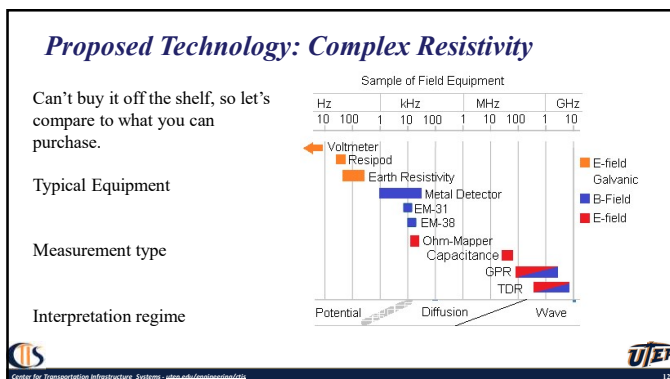 Proposed Technology: Complex Resistivity
Can't buy it off the shelf, so let's
compare to what you can
purchase.
Typical Equipment
Measurement type
Interpretation regime
Sample of Field Equipment
Hz kHz MHz GHz
10 100 1 10 100 1 10 100 1 10
Voltmeter
Resipod
Earth Resistivity
Metal Detector
EM-31
EM-38
Ohm-Mapper
Capacitance
GPR
TDR
E-field
Galvanic
B-Field
E-field
Potential Diffusion Wave
CTIS
UTEP
Center for Transportation Infrastructure Systems - utep.edu/engineering/ctis